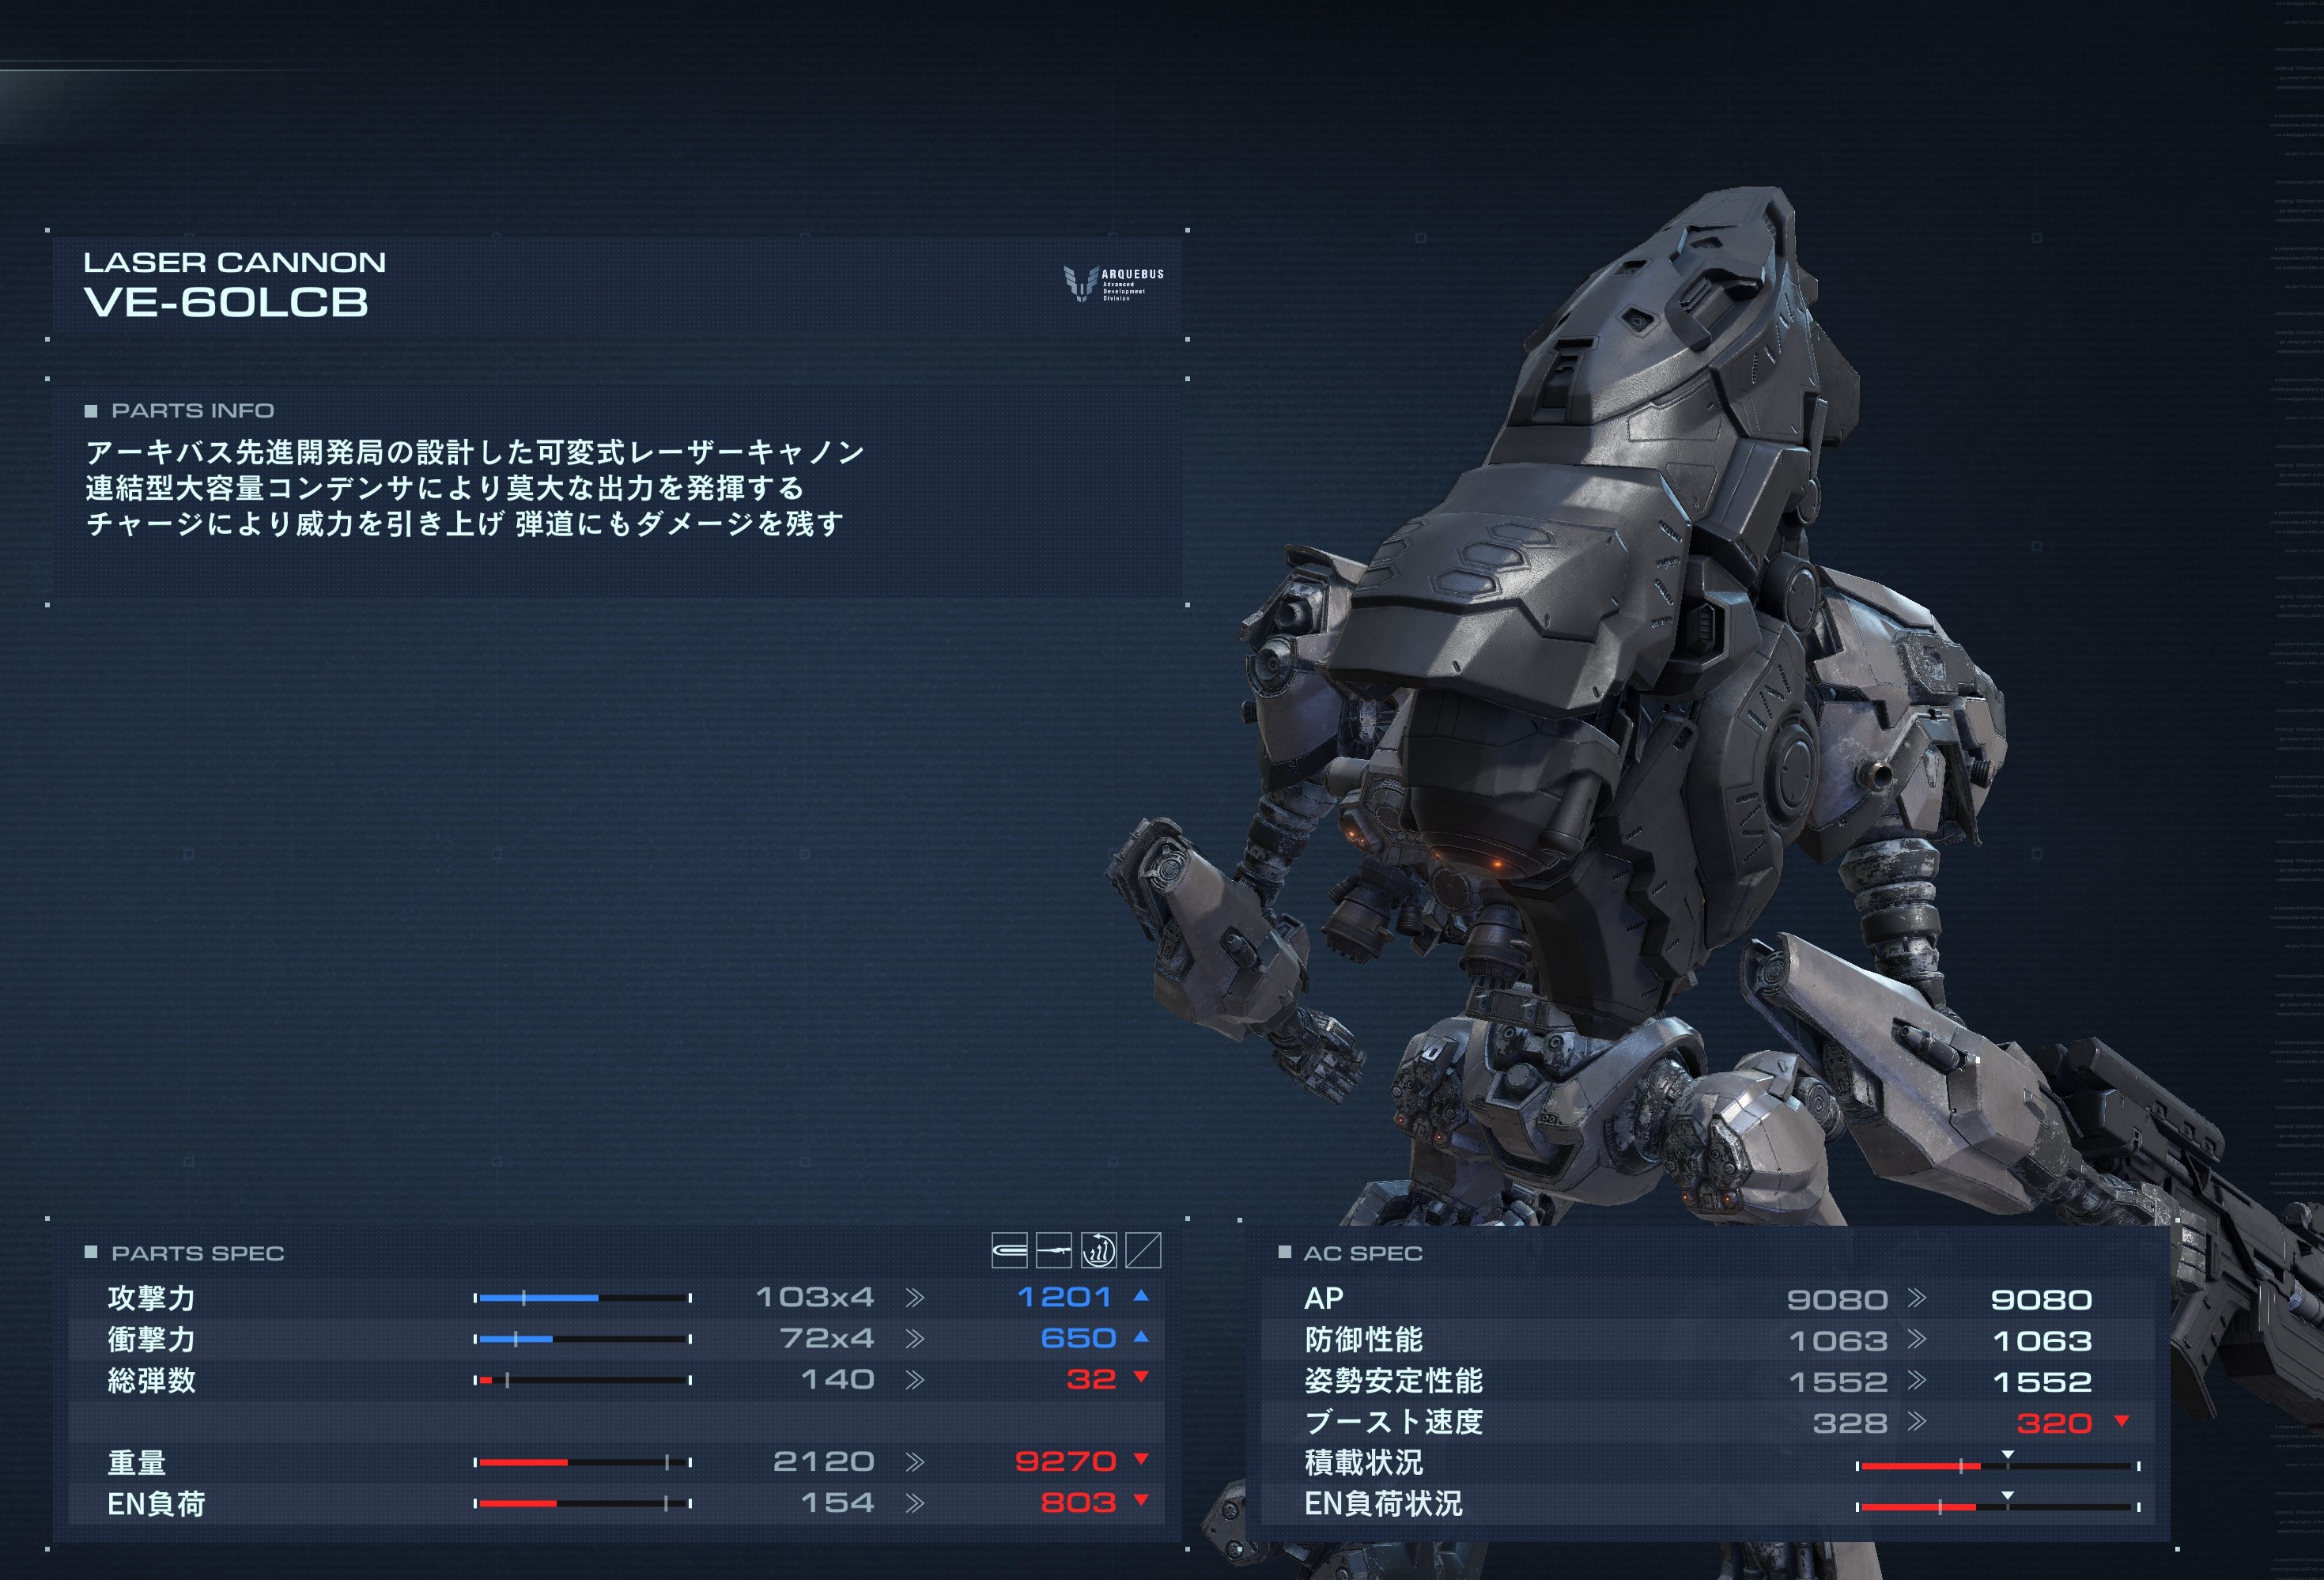 LASER CANNON
VE-60LCB
ARQUEBUS
Advanced
Development
Division
PARTS INFO
アーキバス先進開発局の設計した可変式レーザーキャノン
連結型大容量コンデンサにより莫大な出力を発揮する
チャージにより威力を引き上げ 弾道にもダメージを残す
PARTS SPEC
攻撃力 103x4 1201
衝撃力 72x4 650
総弾数 140 32
重量 2120 9270
EN負荷 154 803
AC SPEC
AP 9080 9080
防御性能 1063 1063
姿勢安定性能 1552 1552
ブースト速度 328 320
積載状況
EN負荷状況